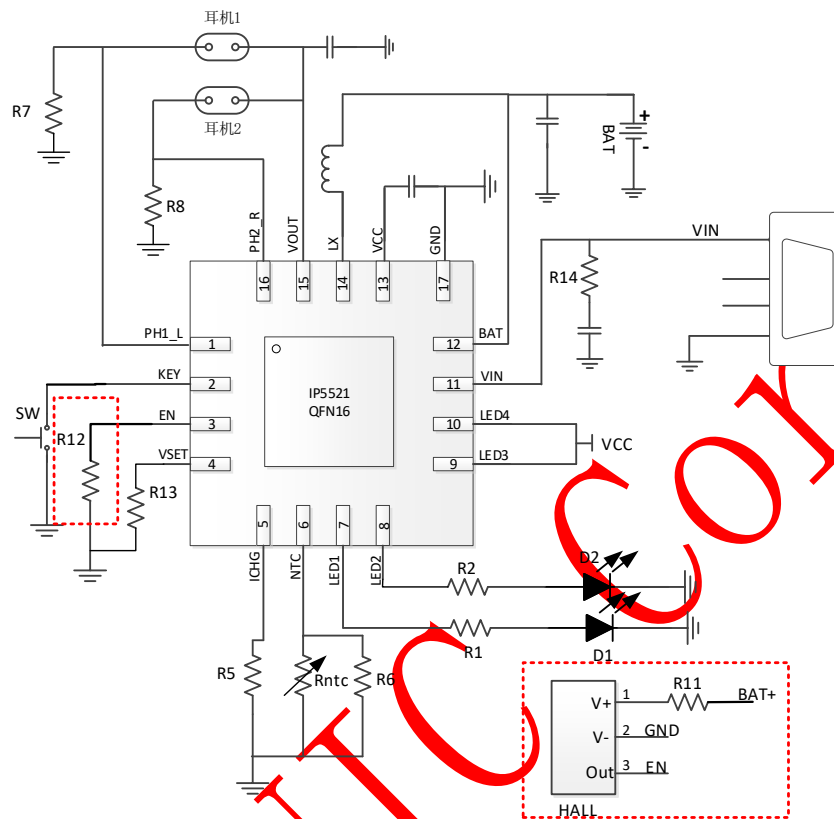 耳机1
R7
耳机2
+
BAT
-
R8
PH2_R
VOUT
LX
VCC
GND
VIN
R14
16
15
14
13
17
PH1_L
1
12
BAT
KEY
2
IP5521
QFN16
11
VIN
SW
R12
EN
3
10
LED4
VCC
VSET
4
9
LED3
R13
5
6
7
8
ICHG
NTC
LED1
LED2
R2
D2
R1
D1
R5
Rntc
R6
V+
1
R11
BAT+
V-
2
GND
Out
3
EN
HALL
IC Cor